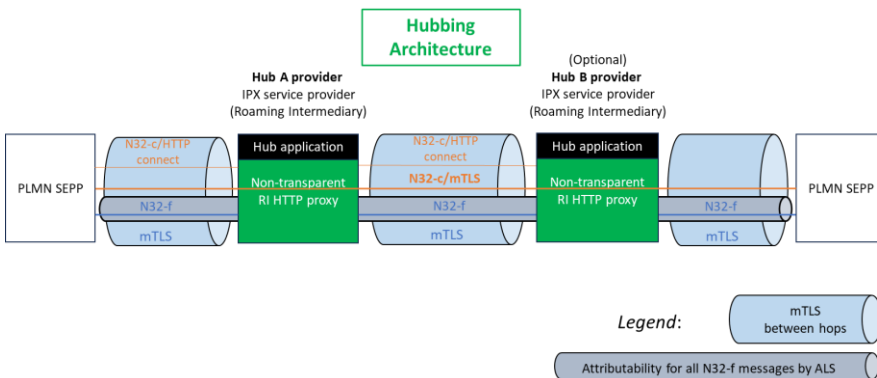 Hubbing
Architecture
Hub A provider
IPX service provider
(Roaming Intermediary)
(Optional)
Hub B provider
IPX service provider
(Roaming Intermediary)
PLMN SEPP
N32-c/HTTP
connect
N32-f
mTLS
Hub application
Non-transparent
RI HTTP proxy
N32-c/HTTP
connect
N32-c/mTLS
N32-f
mTLS
Hub application
Non-transparent
RI HTTP proxy
N32-f
mTLS
PLMN SEPP
Legend:
mTLS
between hops
Attributability for all N32-f messages by ALS